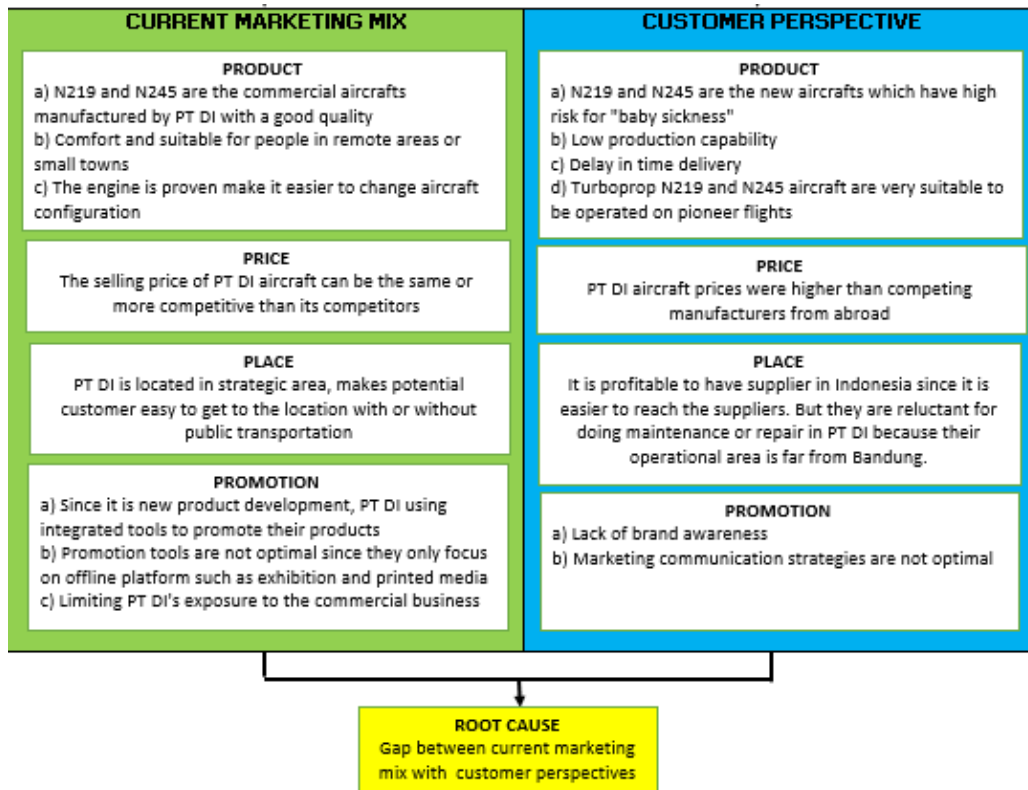 CURRENT MARKETING MIX
PRODUCT
a) N219 and N245 are the commercial aircrafts
manufactured by PT DI with a good quality
b) Comfort and suitable for people in remote areas or
small towns
c) The engine is proven make it easier to change aircraft
configuration
PRICE
The selling price of PT DI aircraft can be the same or
more competitive than its competitors
PLACE
PT DI is located in strategic area, makes potential
customer easy to get to the location with or without
public transportation
PROMOTION
a) Since it is new product development, PT DI using
integrated tools to promote their products
b) Promotion tools are not optimal since they only focus
on offline platform such as exhibition and printed media
c) Limiting PT DI's exposure to the commercial business
CUSTOMER PERSPECTIVE
PRODUCT
a) N219 and N245 are the new aircrafts which have high
risk for "baby sickness"
b) Low production capability
c) Delay in time delivery
d) Turboprop N219 and N245 aircraft are very suitable to
be operated on pioneer flights
PRICE
PT DI aircraft prices were higher than competing
manufacturers from abroad
PLACE
It is profitable to have supplier in Indonesia since it is
easier to reach the suppliers. But they are reluctant for
doing maintenance or repair in PT DI because their
operational area is far from Bandung.
PROMOTION
a) Lack of brand awareness
b) Marketing communication strategies are not optimal
ROOT CAUSE
Gap between current marketing
mix with customer perspectives